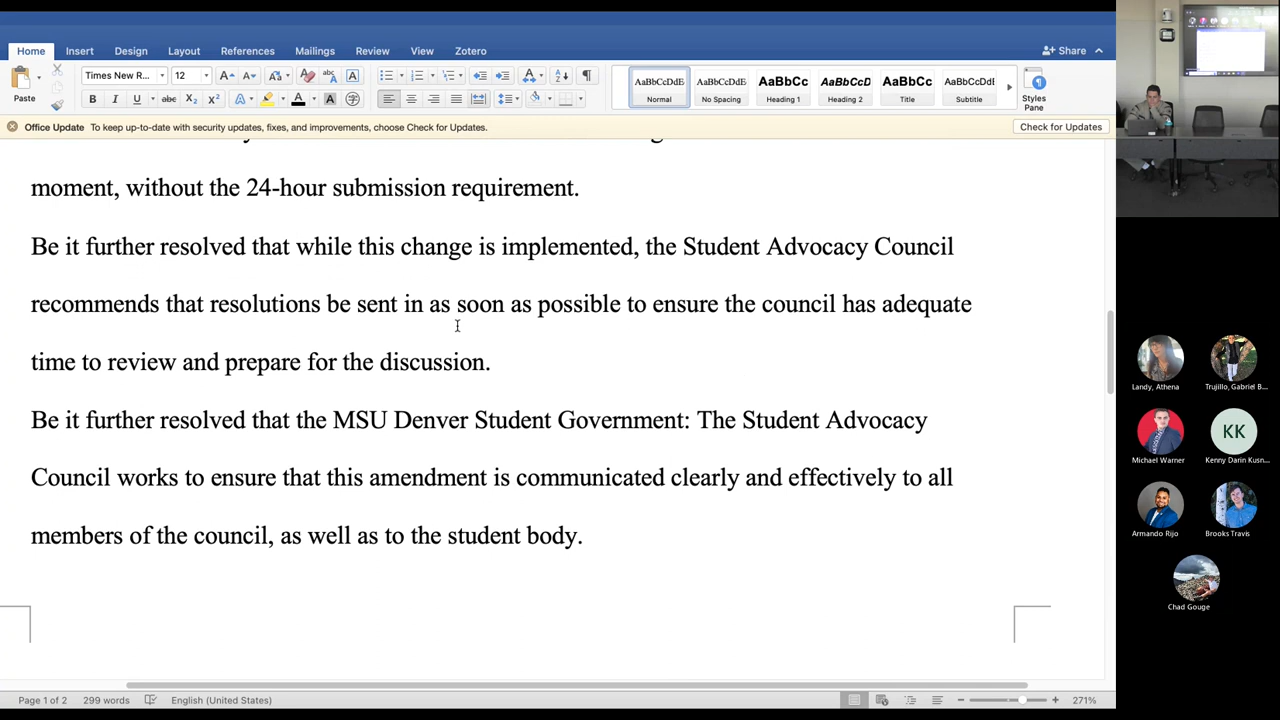 Home Insert Design Layout References Mailings Review View Zotero Share
Times New R... 12
Paste
AaBbCcDdE AaBbCcDdE AaBbCc AaBbCcD AaBbCc AaBbCcDdE
Normal No Spacing Heading 1 Heading 2 Title Subtitle Styles Pane
Office Update To keep up-to-date with security updates, fixes, and improvements, choose Check for Updates. Check for Updates
moment, without the 24-hour submission requirement.
Be it further resolved that while this change is implemented, the Student Advocacy Council
recommends that resolutions be sent in as soon as possible to ensure the council has adequate
time to review and prepare for the discussion.
Be it further resolved that the MSU Denver Student Government: The Student Advocacy
Council works to ensure that this amendment is communicated clearly and effectively to all
members of the council, as well as to the student body.
Page 1 of 2 299 words English (United States) 271%
Landy, Athena Trujillo, Gabriel B...
KK
Michael Warner Kenny Darin Kusn...
Armando Rijo Brooks Travis
Chad Gouge